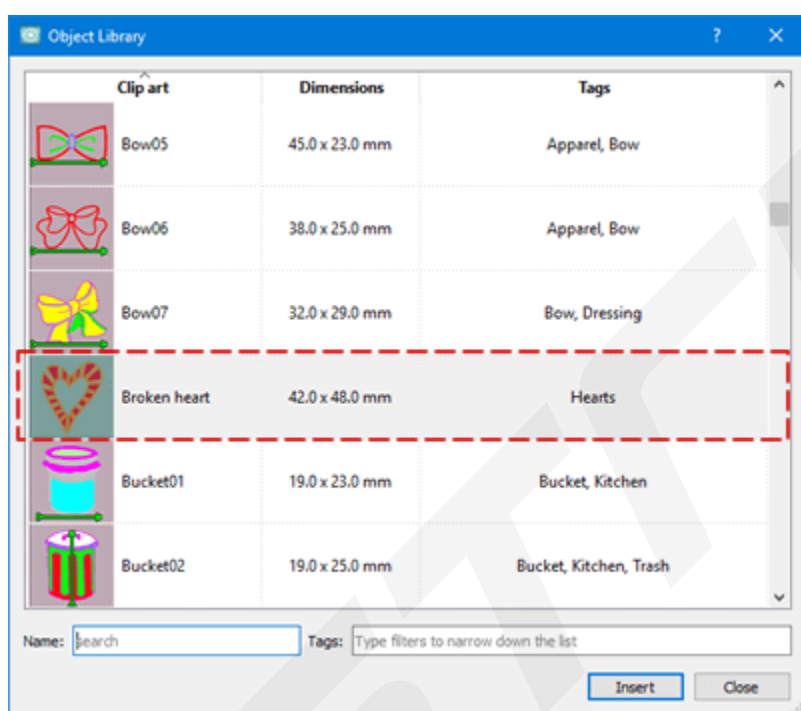 Object Library ?
Clip art Dimensions Tags
Bow05 45.0 x 23.0 mm Apparel, Bow
Bow06 38.0 x 25.0 mm Apparel, Bow
Bow07 32.0 x 29.0 mm Bow, Dressing
Broken heart 42.0 x 48.0 mm Hearts
Bucket01 19.0 x 23.0 mm Bucket, Kitchen
Bucket02 19.0 x 25.0 mm Bucket, Kitchen, Trash
Name: Search Tags: Type filters to narrow down the list
Insert Close